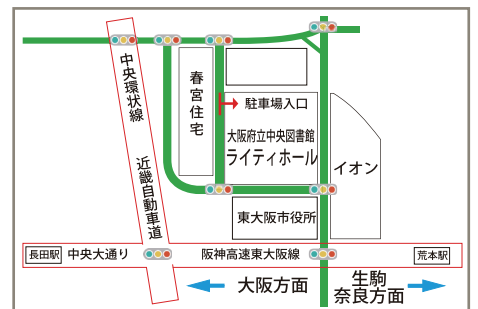 中央環状線
近畿自動車道
春宮住宅
駐車場入口
大阪府立中央図書館
ライティホール
イオン
東大阪市役所
長田駅
中央大通り
阪神高速東大阪線
荒本駅
大阪方面
生駒
奈良方面